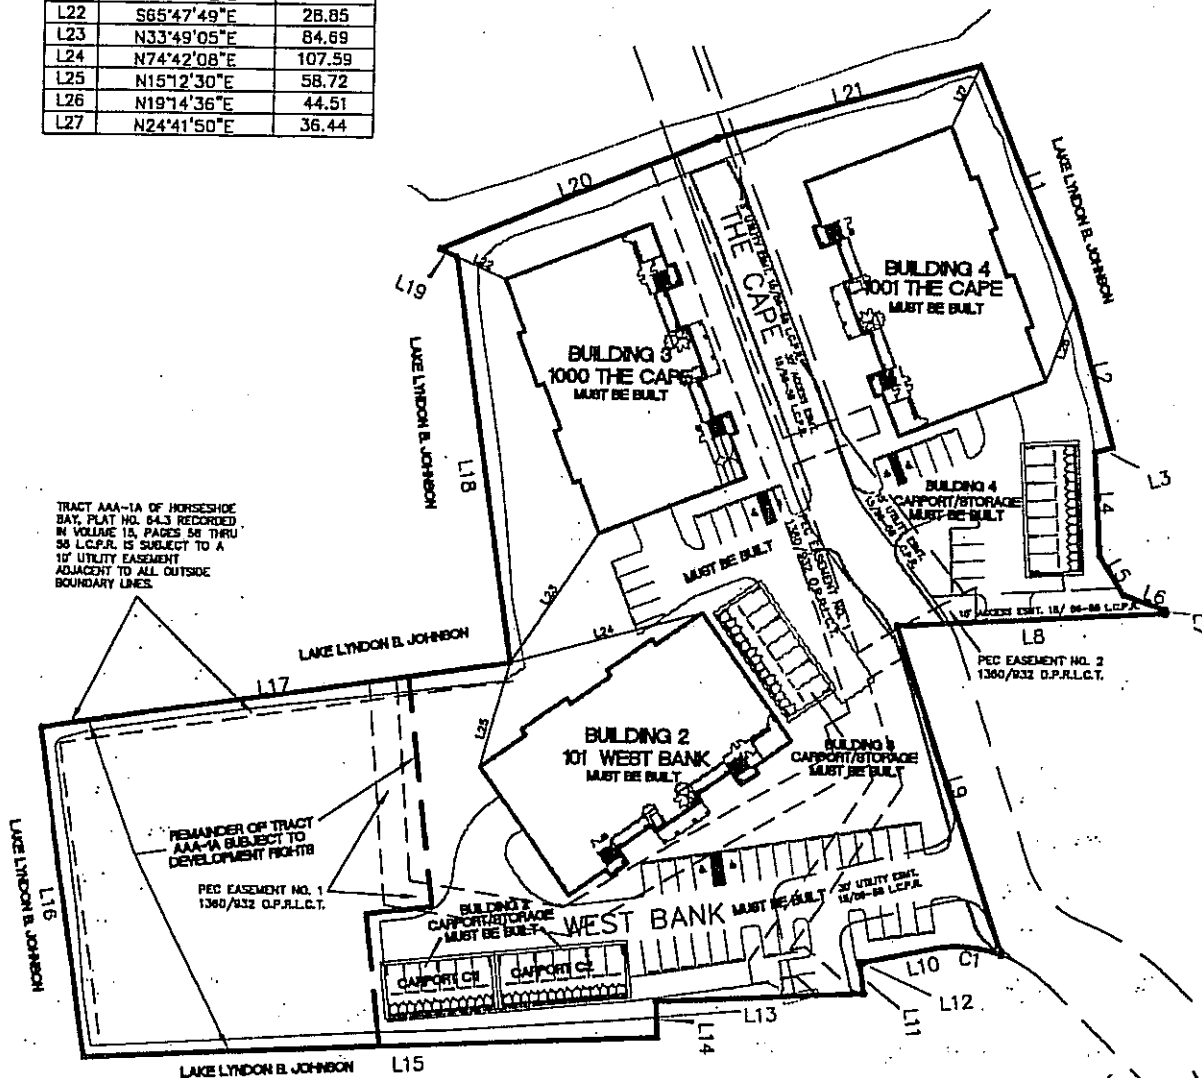 L22 S65°47'49"E 28.85
L23 N33°49'05"E 84.69
L24 N74°42'08"E 107.59
L25 N15°12'30"E 58.72
L26 N19°14'36"E 44.51
L27 N24°41'50"E 36.44
L21
L20
L1
LAKE LYNDON B. JOHNSON
THE CAPE
L22
L19
BUILDING 4
1001 THE CAPE
MUST BE BUILT
BUILDING 3
1000 THE CAPE
MUST BE BUILT
LAKE LYNDON B. JOHNSON
L2
L18
L3
BUILDING 4
CARPORT/STORAGE
MUST BE BUILT
L4
TRACT AAA-1A OF HORSESHOE
BAY, PLAT NO. 64.3 RECORDED
IN VOLUME 15, PAGES 56 THRU
58 L.C.P.R. IS SUBJECT TO A
10' UTILITY EASEMENT
ADJACENT TO ALL OUTSIDE
BOUNDARY LINES.
PEC EASEMENT NO. 1
1360/932 O.P.R.L.C.T.
MUST BE BUILT
L5
L23
L6
L24
L8
LAKE LYNDON B. JOHNSON
PEC EASEMENT NO. 2
1360/932 O.P.R.L.C.T.
L17
L25
BUILDING 2
101 WEST BANK
MUST BE BUILT
BUILDING 3
CARPORT/STORAGE
MUST BE BUILT
L9
REMAINDER OF TRACT
AAA-1A SUBJECT TO
DEVELOPMENT RIGHTS
LAKE LYNDON B. JOHNSON
L16
PEC EASEMENT NO. 1
1360/932 O.P.R.L.C.T.
BUILDING 2
CARPORT/STORAGE
MUST BE BUILT
WEST BANK
MUST BE BUILT
L10
C1
CARPORT C1
CARPORT C2
L12
L11
L13
L14
L15
LAKE LYNDON B. JOHNSON